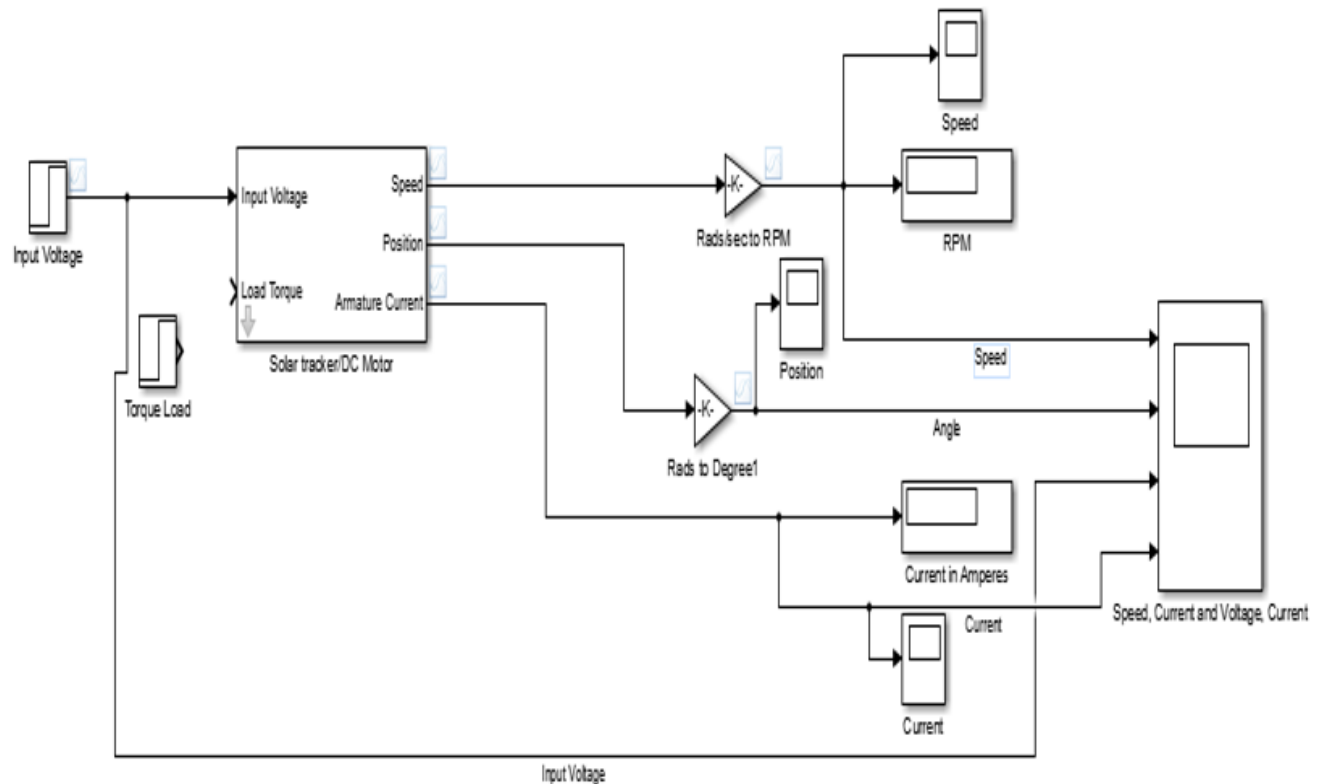 Speed
Input Voltage
Input Voltage
Load Torque
Speed
Position
Armature Current
Solar tracker/DC Motor
Torque Load
-K-
Rads/sec to RPM
RPM
Position
-K-
Rads to Degree1
Speed
Angle
Current in Amperes
Current
Current
Speed, Current and Voltage, Current
Input Voltage